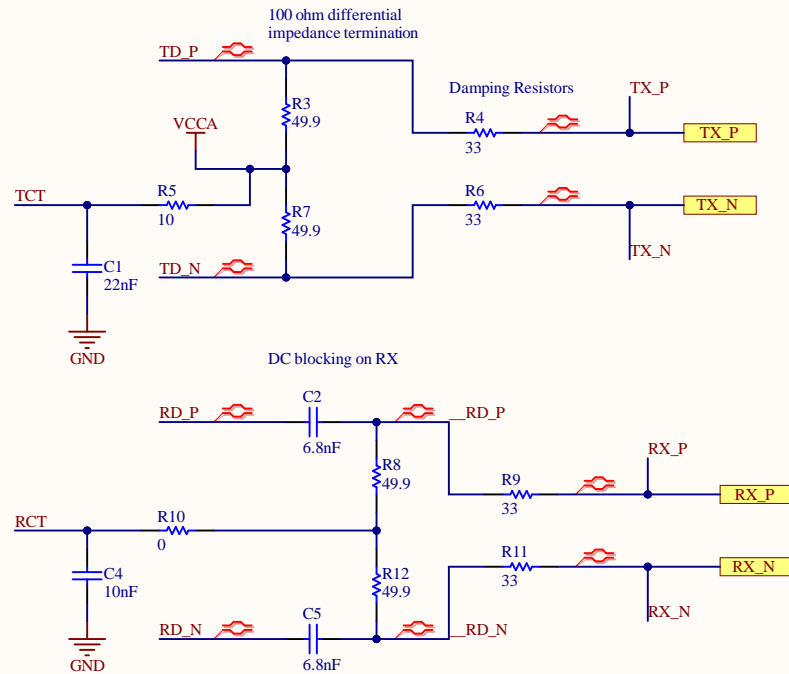 100 ohm differential
impedance termination
TD_P
Damping Resistors
TX_P
R3
49.9
R4
33
TX_P
VCCA
TCT
R5
10
R7
49.9
R6
33
TX_N
TX_N
C1
22nF
TD_N
GND
DC blocking on RX
RD_P
C2
6.8nF
__RD_P
R8
49.9
RX_P
R9
33
RX_P
RCT
R10
0
R11
33
RX_N
C4
10nF
R12
49.9
RX_N
RD_N
C5
6.8nF
__RD_N
GND